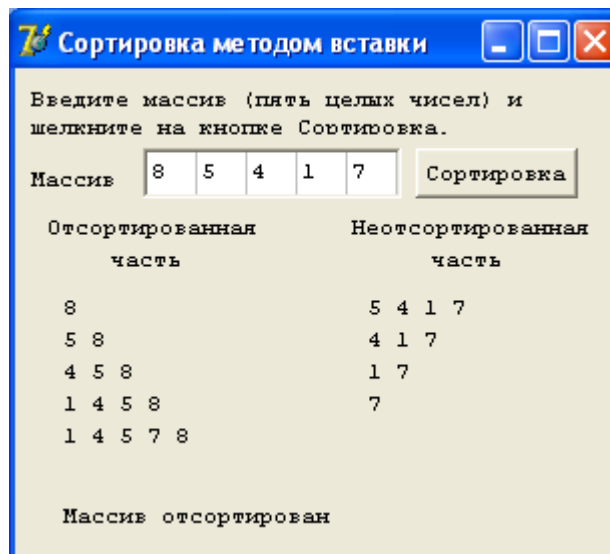 Сортировка методом вставки
Введите массив (пять целых чисел) и
щелкните на кнопке Сортировка.
Массив 8 5 4 1 7 Сортировка
Отсортированная Неотсортированная
часть часть
8 5 4 1 7
5 8 4 1 7
4 5 8 1 7
1 4 5 8 7
1 4 5 7 8
Массив отсортирован